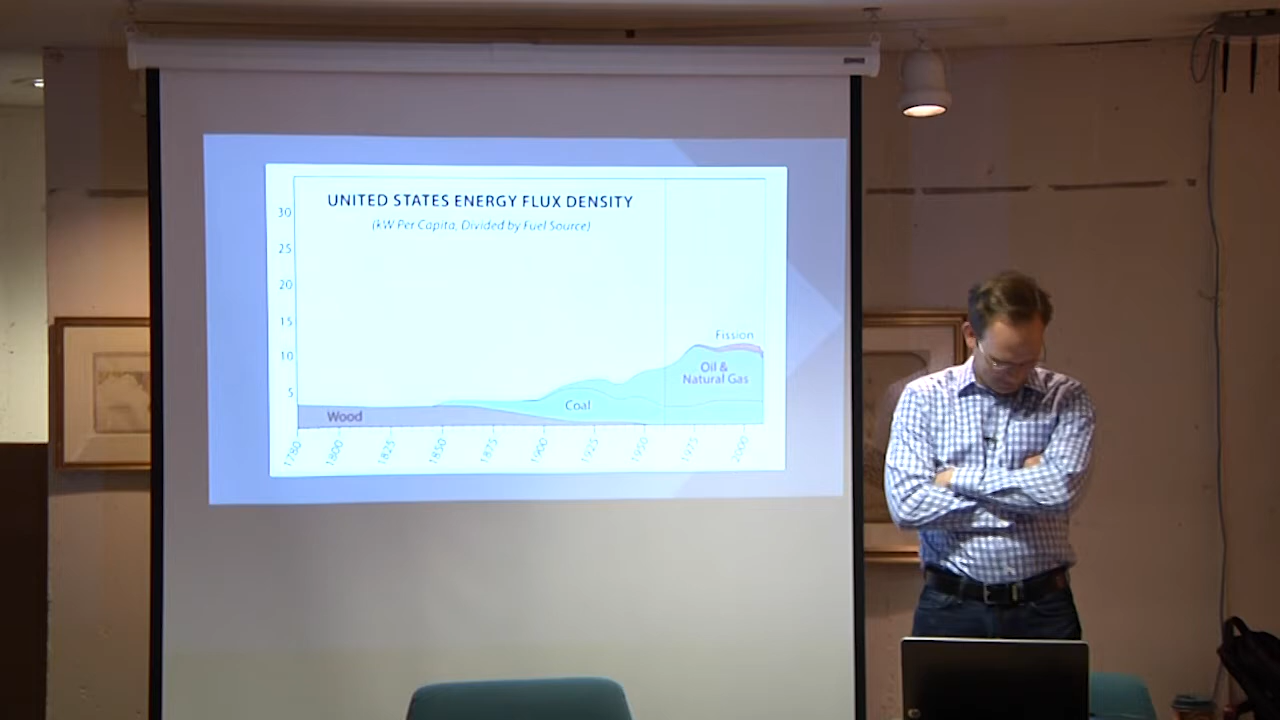 UNITED STATES ENERGY FLUX DENSITY
(kW Per Capita, Divided by Fuel Source)
30
25
20
15
10
5
Fission
Oil &
Natural Gas
Coal
Wood
1780 1800 1825 1850 1875 1900 1925 1950 1975 2000